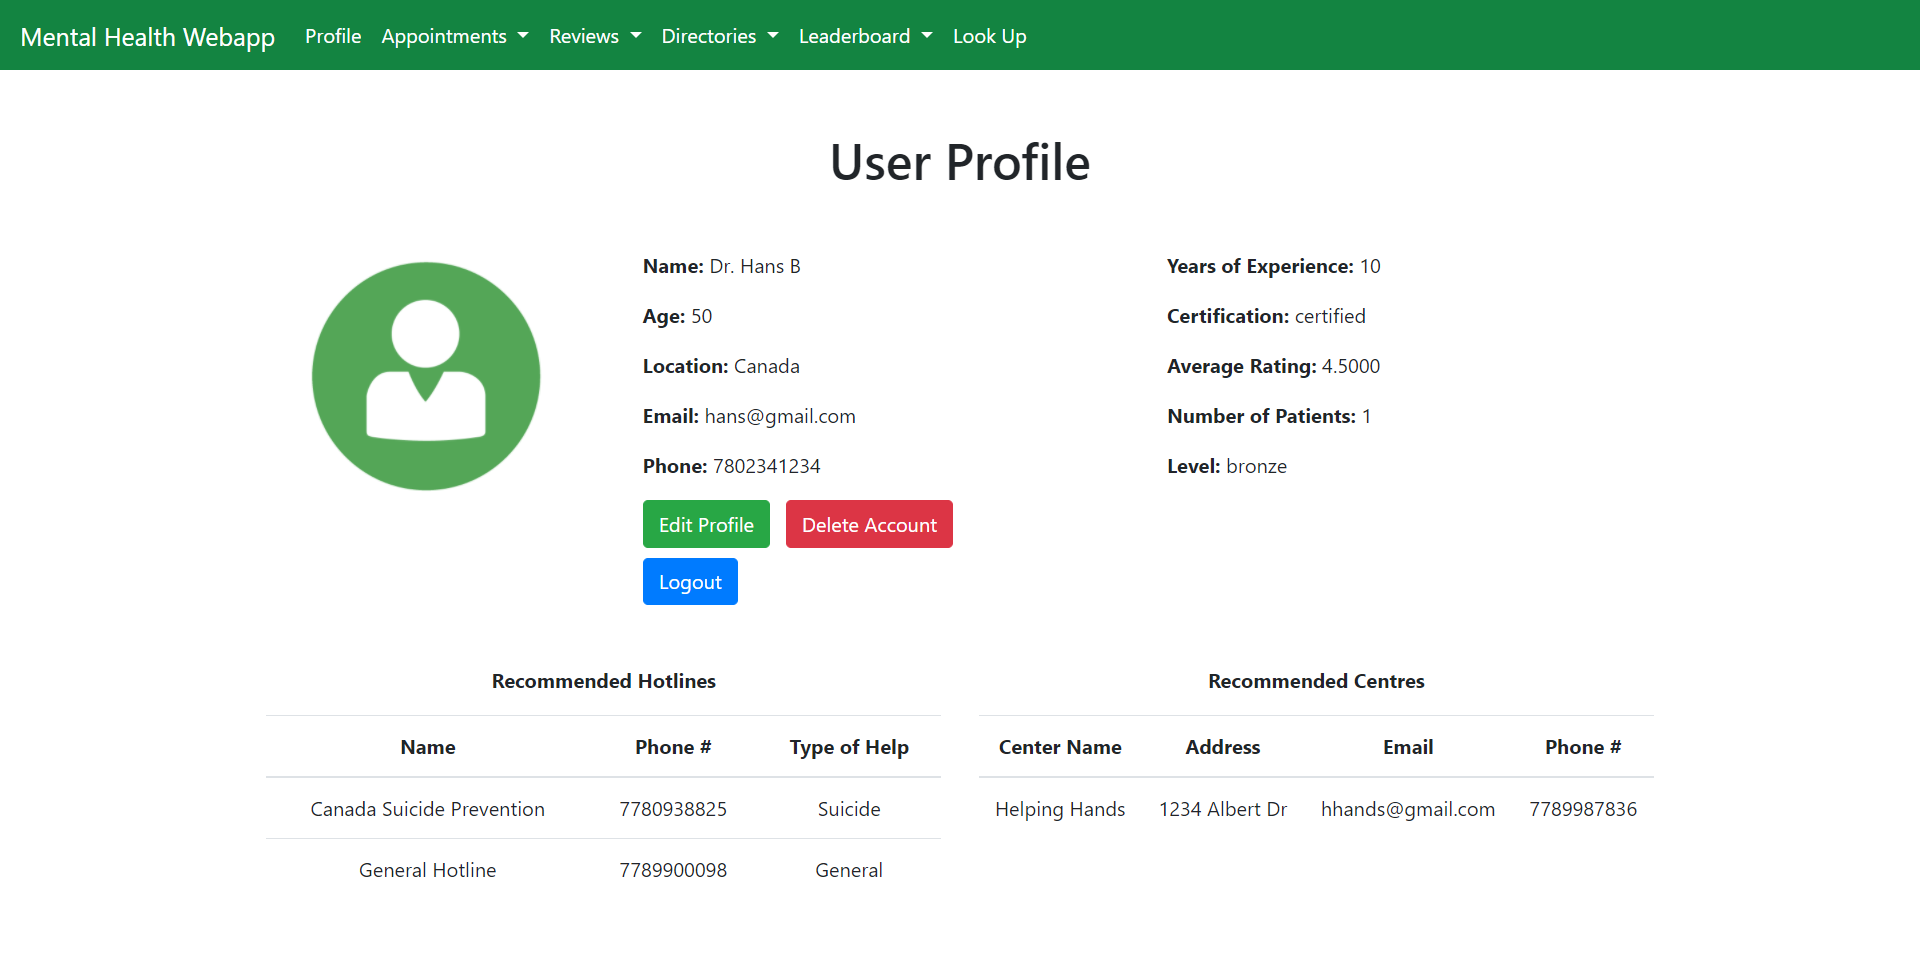 Mental Health Webapp Profile Appointments Reviews Directories Leaderboard Look Up
User Profile
Name: Dr. Hans B
Age: 50
Location: Canada
Email: hans@gmail.com
Phone: 7802341234
Edit Profile Delete Account
Logout
Years of Experience: 10
Certification: certified
Average Rating: 4.5000
Number of Patients: 1
Level: bronze
Recommended Hotlines
Name Phone # Type of Help
Canada Suicide Prevention 7780938825 Suicide
General Hotline 7789900098 General
Recommended Centres
Center Name Address Email Phone #
Helping Hands 1234 Albert Dr hhands@gmail.com 7789987836